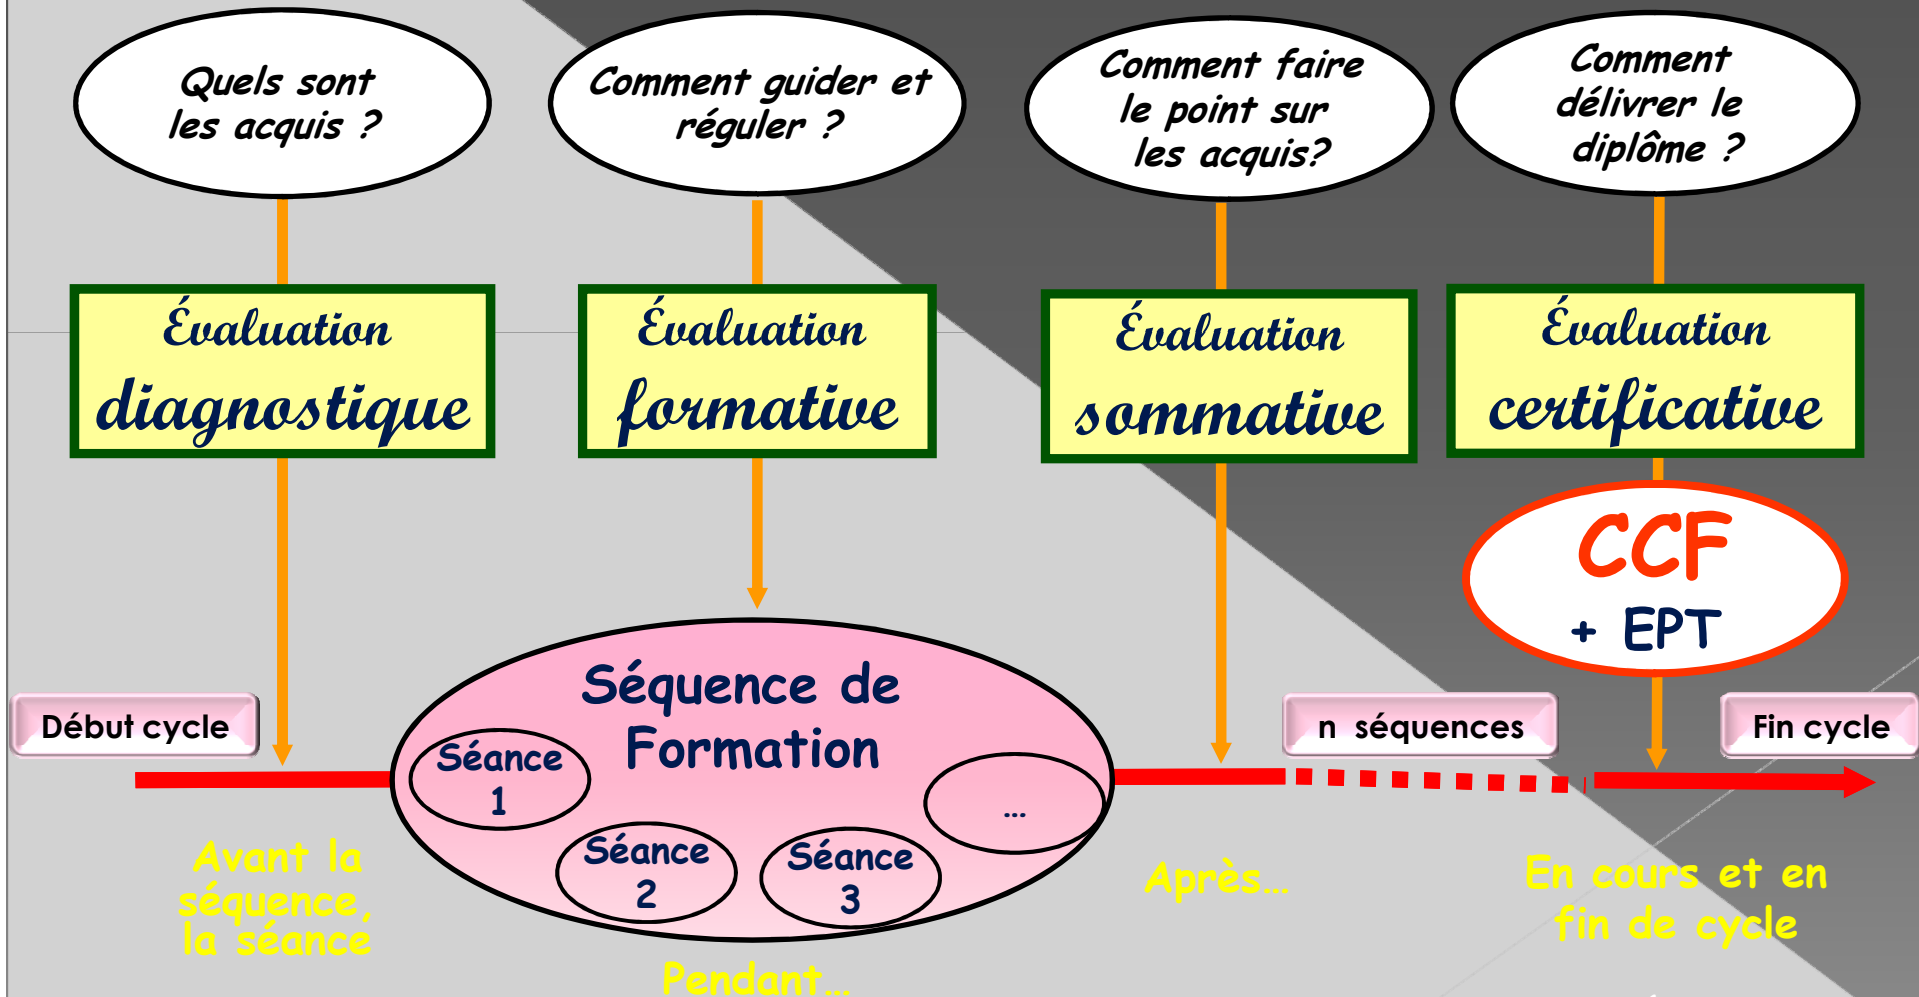 Quels sont
les acquis ?
Comment guider et
réguler ?
Comment faire
le point sur
les acquis?
Comment
délivrer le
diplôme ?
Évaluation
diagnostique
Évaluation
formative
Évaluation
sommative
Évaluation
certificative
CCF
+ EPT
Début cycle
Séquence de
Formation
Séance
1
Séance
2
Séance
3
...
n séquences
Fin cycle
Avant la
séquence,
la séance
Pendant...
Après...
En cours et en
fin de cycle